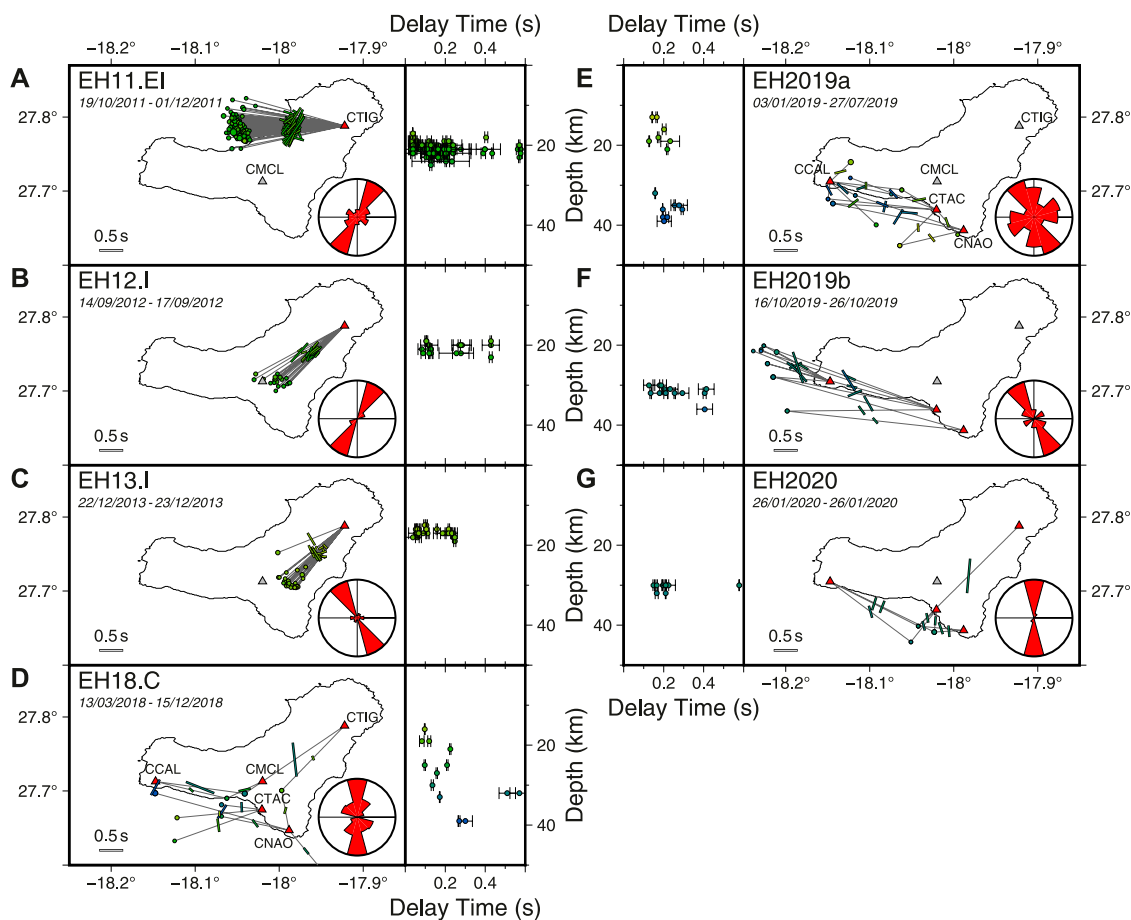 Delay Time (s)
Delay Time (s)
−18.2° −18.1° −18° −17.9° 0.2 0.4
0.2 0.4 −18.2° −18.1° −18° −17.9°
A
EH11.EI
19/10/2011 - 01/12/2011
27.8°
27.7°
CTIG
CMCL
0.5 s
20
40
Depth (km)
E
EH2019a
03/01/2019 - 27/07/2019
CTIG
CCAL
CMCL
CTAC
CNAO
0.5 s
27.8°
27.7°
B
EH12.I
14/09/2012 - 17/09/2012
27.8°
27.7°
0.5 s
20
40
Depth (km)
F
EH2019b
16/10/2019 - 26/10/2019
0.5 s
27.8°
27.7°
C
EH13.I
22/12/2013 - 23/12/2013
27.8°
27.7°
0.5 s
20
40
Depth (km)
G
EH2020
26/01/2020 - 26/01/2020
0.5 s
27.8°
27.7°
D
EH18.C
13/03/2018 - 15/12/2018
27.8°
27.7°
CTIG
CCAL
CMCL
CTAC
CNAO
0.5 s
20
40
Depth (km)
0.2 0.4 −18.2° −18.1° −18° −17.9°
Delay Time (s)
−18.2° −18.1° −18° −17.9° 0.2 0.4
Delay Time (s)